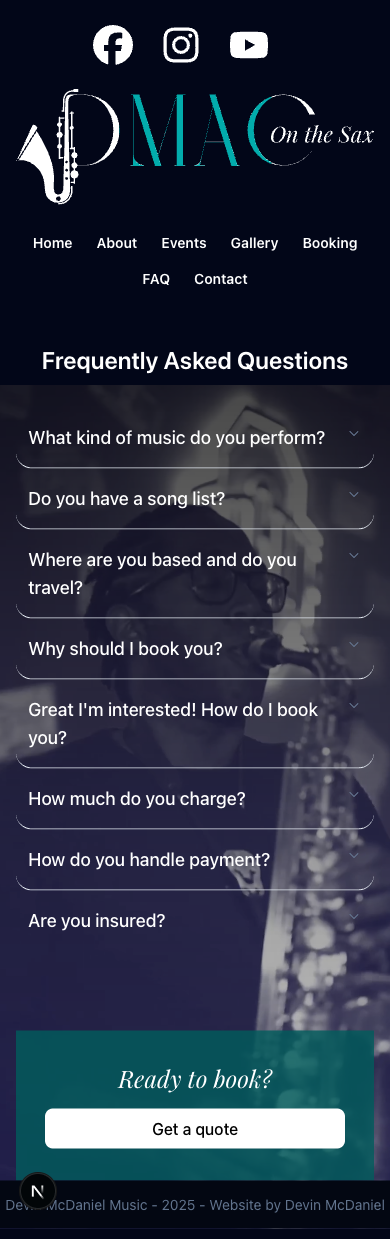 DMAC
On the Sax
Home About Events Gallery Booking
FAQ Contact
Frequently Asked Questions
What kind of music do you perform?
Do you have a song list?
Where are you based and do you
travel?
Why should I book you?
Great I'm interested! How do I book
you?
How much do you charge?
How do you handle payment?
Are you insured?
Ready to book?
Get a quote
N
McDaniel Music - 2025 - Website by Devin McDaniel